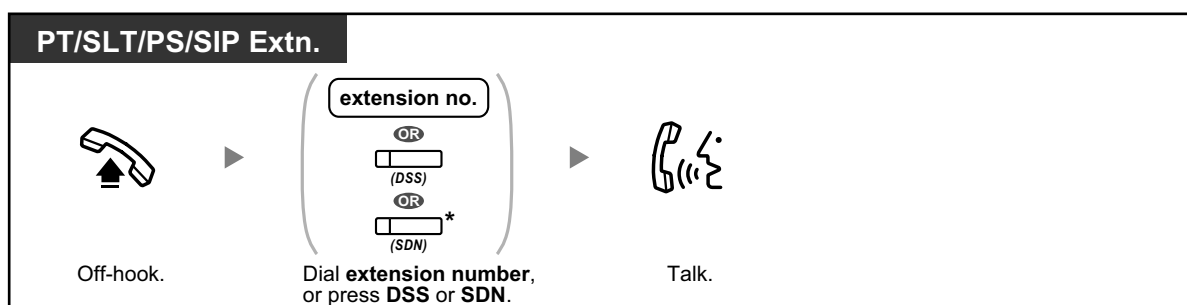 PT/SLT/PS/SIP Extn.
extension no.
OR
(DSS)
OR
*
(SDN)
Off-hook.
Dial extension number,
or press DSS or SDN.
Talk.